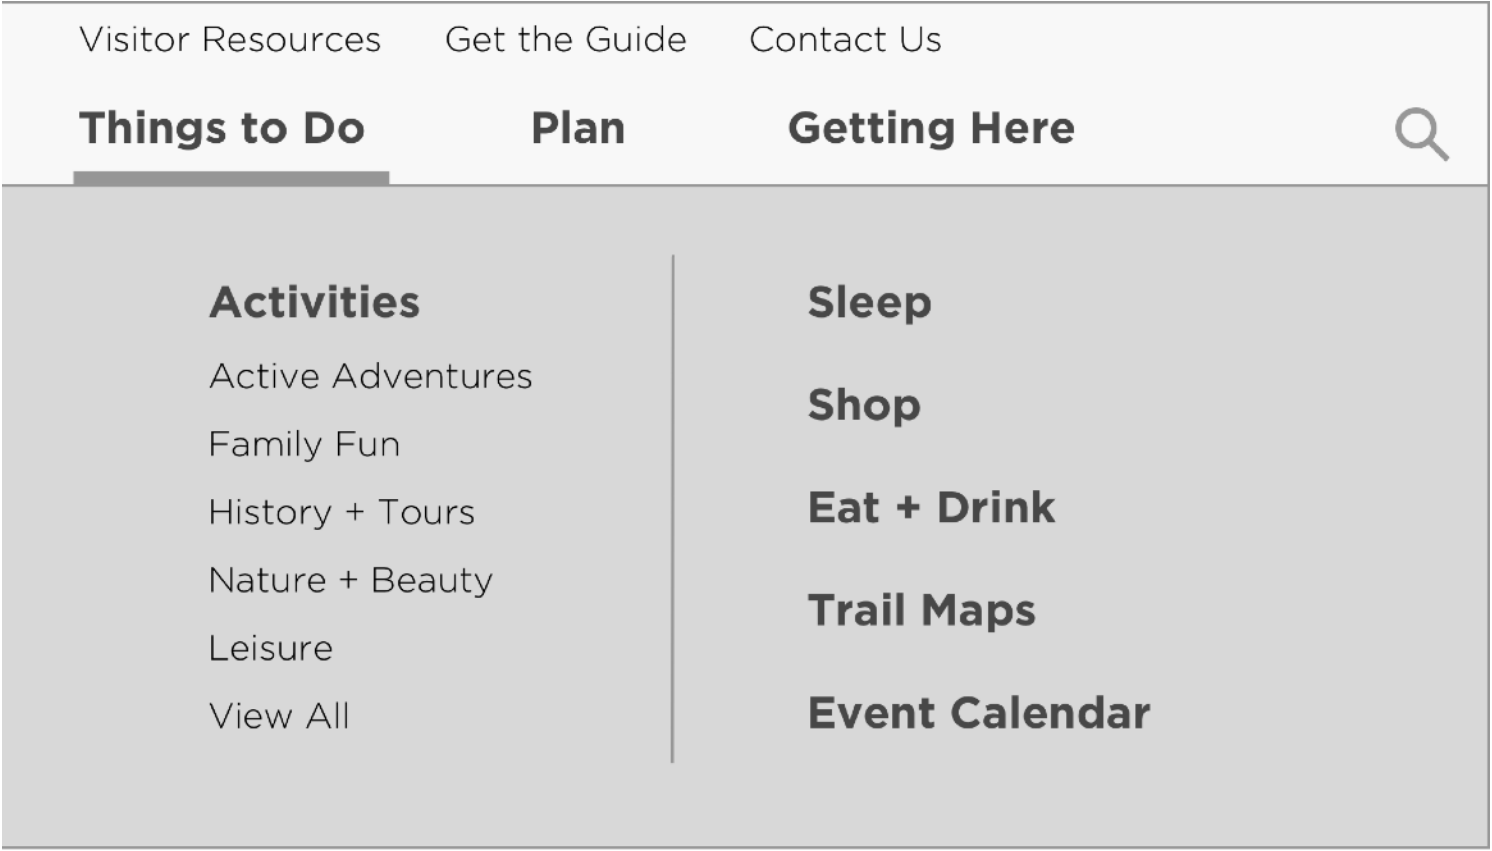 Visitor Resources Get the Guide Contact Us
Things to Do Plan Getting Here
Activities
Active Adventures
Family Fun
History + Tours
Nature + Beauty
Leisure
View All
Sleep
Shop
Eat + Drink
Trail Maps
Event Calendar